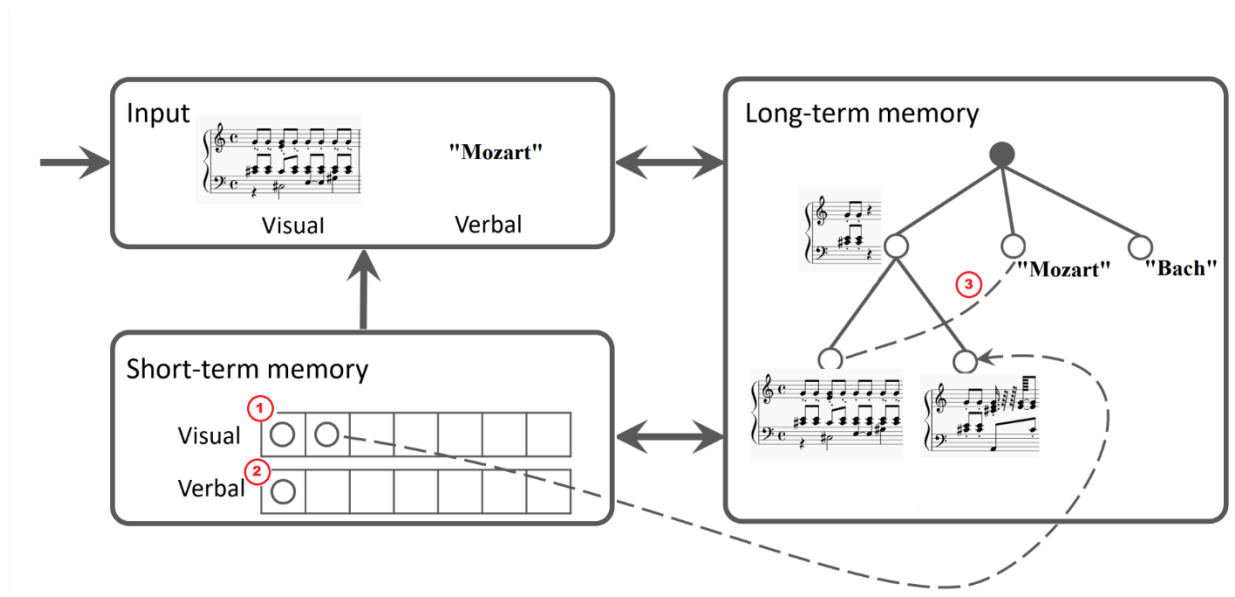 Input
"Mozart"
Visual
Verbal
Long-term memory
"Mozart"
"Bach"
3
Short-term memory
1
Visual
2
Verbal